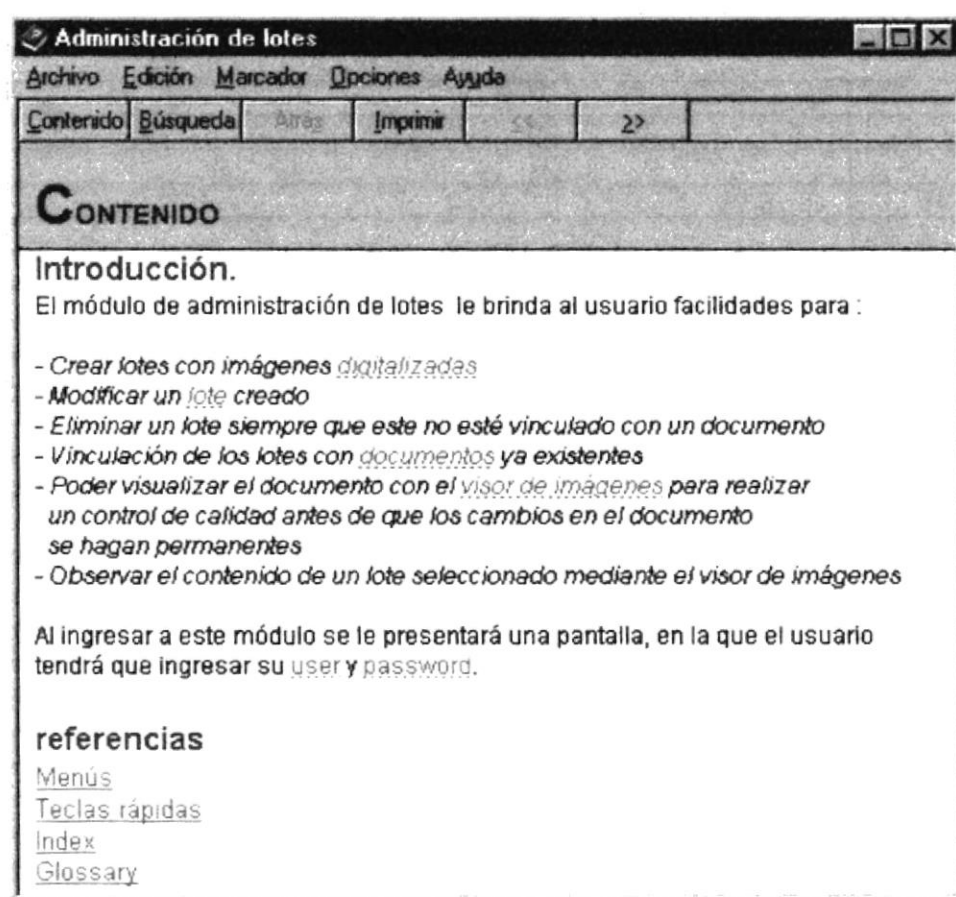 Administración de lotes
Archivo Edición Marcador Opciones Ayuda
Contenido Búsqueda Atrás Imprimir << >>
CONTENIDO
Introducción.
El módulo de administración de lotes le brinda al usuario facilidades para :
- Crear lotes con imágenes digitalizadas
- Modificar un lote creado
- Eliminar un lote siempre que este no esté vinculado con un documento
- Vinculación de los lotes con documentos ya existentes
- Poder visualizar el documento con el visor de imágenes para realizar
un control de calidad antes de que los cambios en el documento
se hagan permanentes
- Observar el contenido de un lote seleccionado mediante el visor de imágenes
Al ingresar a este módulo se le presentará una pantalla, en la que el usuario
tendrá que ingresar su user y password.
referencias
Menús
Teclas rápidas
Index
Glossary